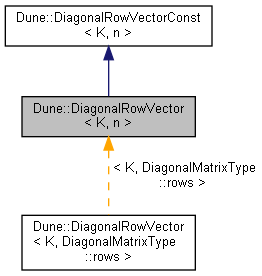 Dune::DiagonalRowVectorConst
< K, n >
Dune::DiagonalRowVector
< K, n >
< K, DiagonalMatrixType
::rows >
Dune::DiagonalRowVector
< K, DiagonalMatrixType
::rows >